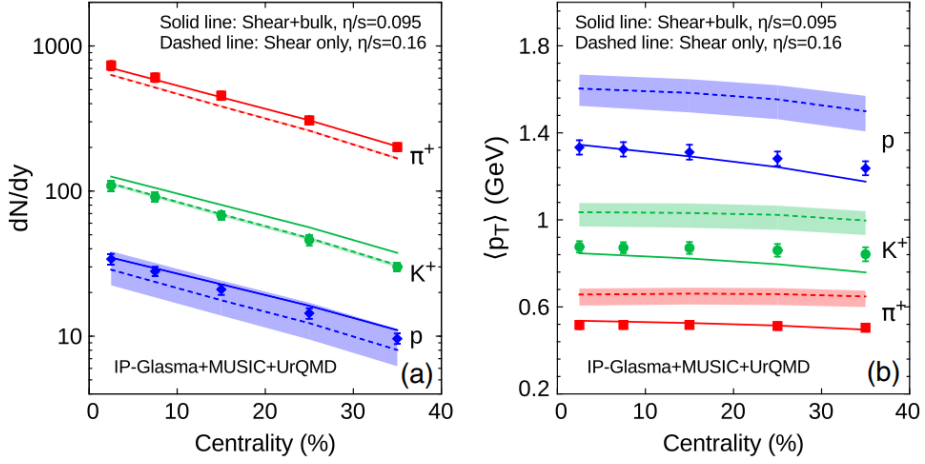 Solid line: Shear+bulk, η/s=0.095
Dashed line: Shear only, η/s=0.16
1000
100
10
dN/dy
π⁺
K⁺
p
IP-Glasma+MUSIC+UrQMD
(a)
0 10 20 30 40
Centrality (%)
Solid line: Shear+bulk, η/s=0.095
Dashed line: Shear only, η/s=0.16
1.8
1.4
1
0.6
0.2
⟨p_T⟩ (GeV)
p
K⁺
π⁺
IP-Glasma+MUSIC+UrQMD
(b)
0 10 20 30 40
Centrality (%)